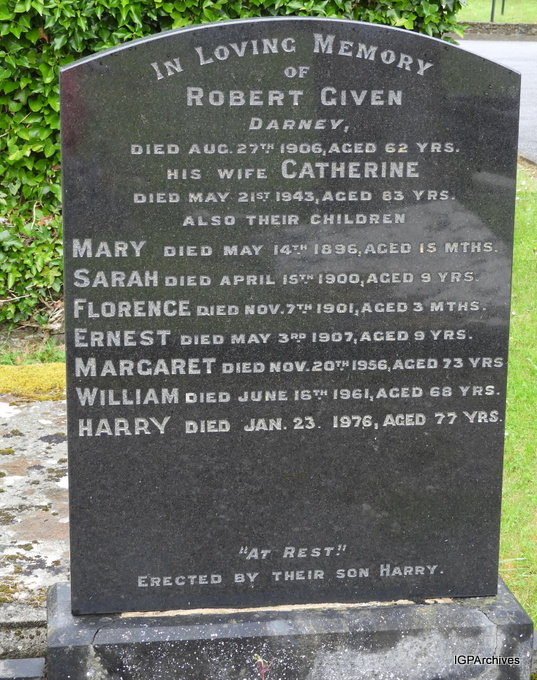 In Loving Memory
of
Robert Given
Darney,
died Aug. 27th 1906, aged 62 yrs.
his wife Catherine
died May 21st 1943, aged 83 yrs.
also their children
Mary died May 14th 1896, aged 15 mths.
Sarah died April 15th 1900, aged 9 yrs.
Florence died Nov. 7th 1901, aged 3 mths.
Ernest died May 3rd 1907, aged 9 yrs.
Margaret died Nov. 20th 1956, aged 73 yrs
William died June 16th 1961, aged 68 yrs.
Harry died Jan. 23. 1976, aged 77 yrs.
"At Rest."
Erected by their son Harry.
IGPArchives